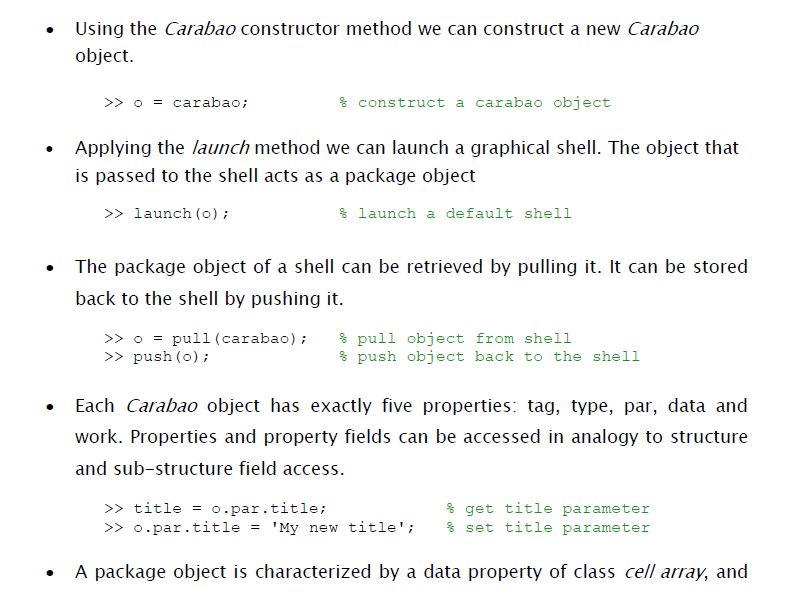 • Using the Carabao constructor method we can construct a new Carabao
object.
>> o = carabao; % construct a carabao object
• Applying the launch method we can launch a graphical shell. The object that
is passed to the shell acts as a package object
>> launch(o); % launch a default shell
• The package object of a shell can be retrieved by pulling it. It can be stored
back to the shell by pushing it.
>> o = pull(carabao); % pull object from shell
>> push(o); % push object back to the shell
• Each Carabao object has exactly five properties: tag, type, par, data and
work. Properties and property fields can be accessed in analogy to structure
and sub-structure field access.
>> title = o.par.title; % get title parameter
>> o.par.title = 'My new title'; % set title parameter
• A package object is characterized by a data property of class cell array, and